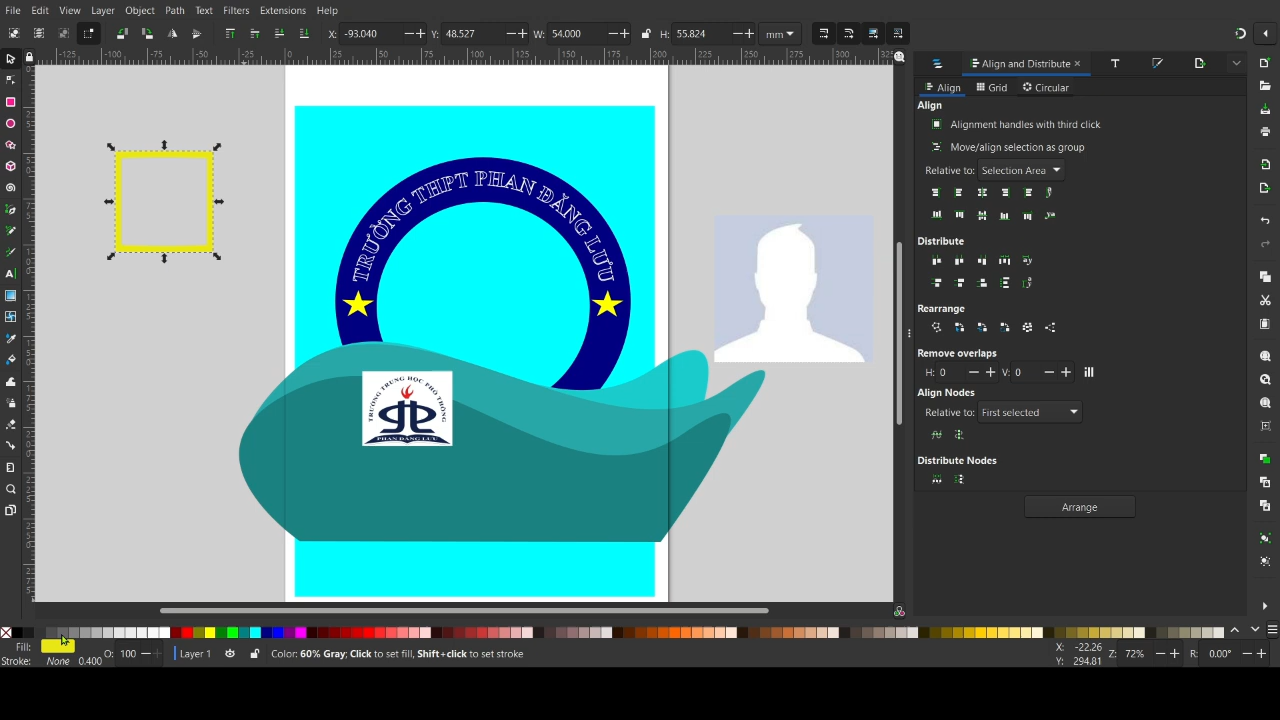 File Edit View Layer Object Path Text Filters Extensions Help
X: -93.040 Y: 48.527 W: 54.000 H: 55.824 mm
Align and Distribute
Align Grid Circular
Align
Alignment handles with third click
Move/align selection as group
Relative to: Selection Area
Distribute
Rearrange
Remove overlaps
H: 0 V: 0
Align Nodes
Relative to: First selected
Distribute Nodes
Arrange
TRƯỜNG THPT PHAN ĐĂNG LƯU
TRƯỜNG TRUNG HỌC PHỔ THÔNG
PHAN ĐĂNG LƯU
Fill:
Stroke: None 0.400
O: 100
Layer 1
Color: 60% Gray; Click to set fill, Shift+click to set stroke
X: -22.26
Y: 294.81
Z: 72%
R: 0.00°